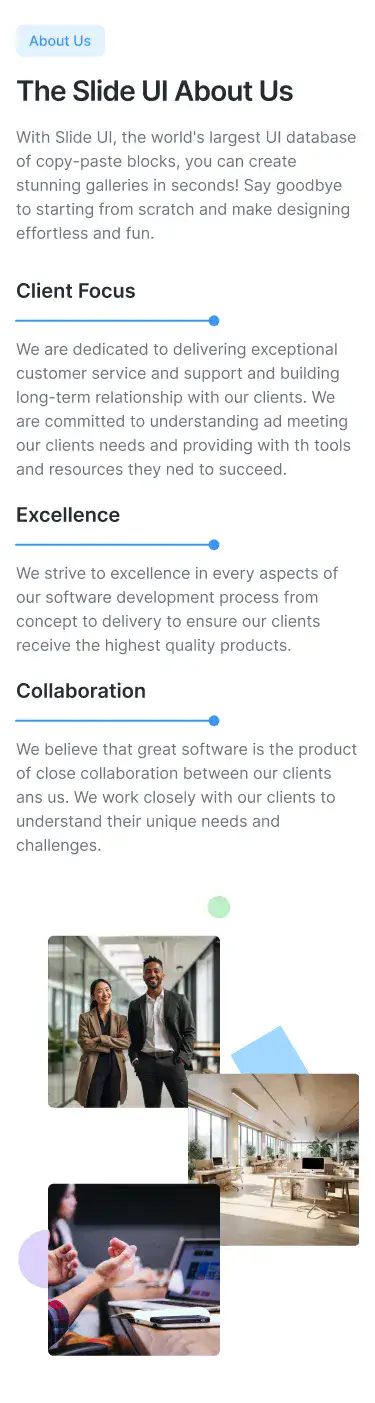 About Us
The Slide UI About Us
With Slide UI, the world's largest UI database
of copy-paste blocks, you can create
stunning galleries in seconds! Say goodbye
to starting from scratch and make designing
effortless and fun.
Client Focus
We are dedicated to delivering exceptional
customer service and support and building
long-term relationship with our clients. We
are committed to understanding ad meeting
our clients needs and providing with th tools
and resources they ned to succeed.
Excellence
We strive to excellence in every aspects of
our software development process from
concept to delivery to ensure our clients
receive the highest quality products.
Collaboration
We believe that great software is the product
of close collaboration between our clients
ans us. We work closely with our clients to
understand their unique needs and
challenges.